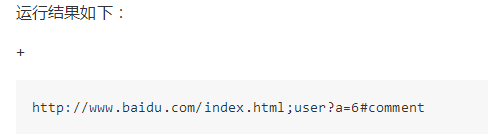 运行结果如下：
+
http://www.baidu.com/index.html;user?a=6#comment